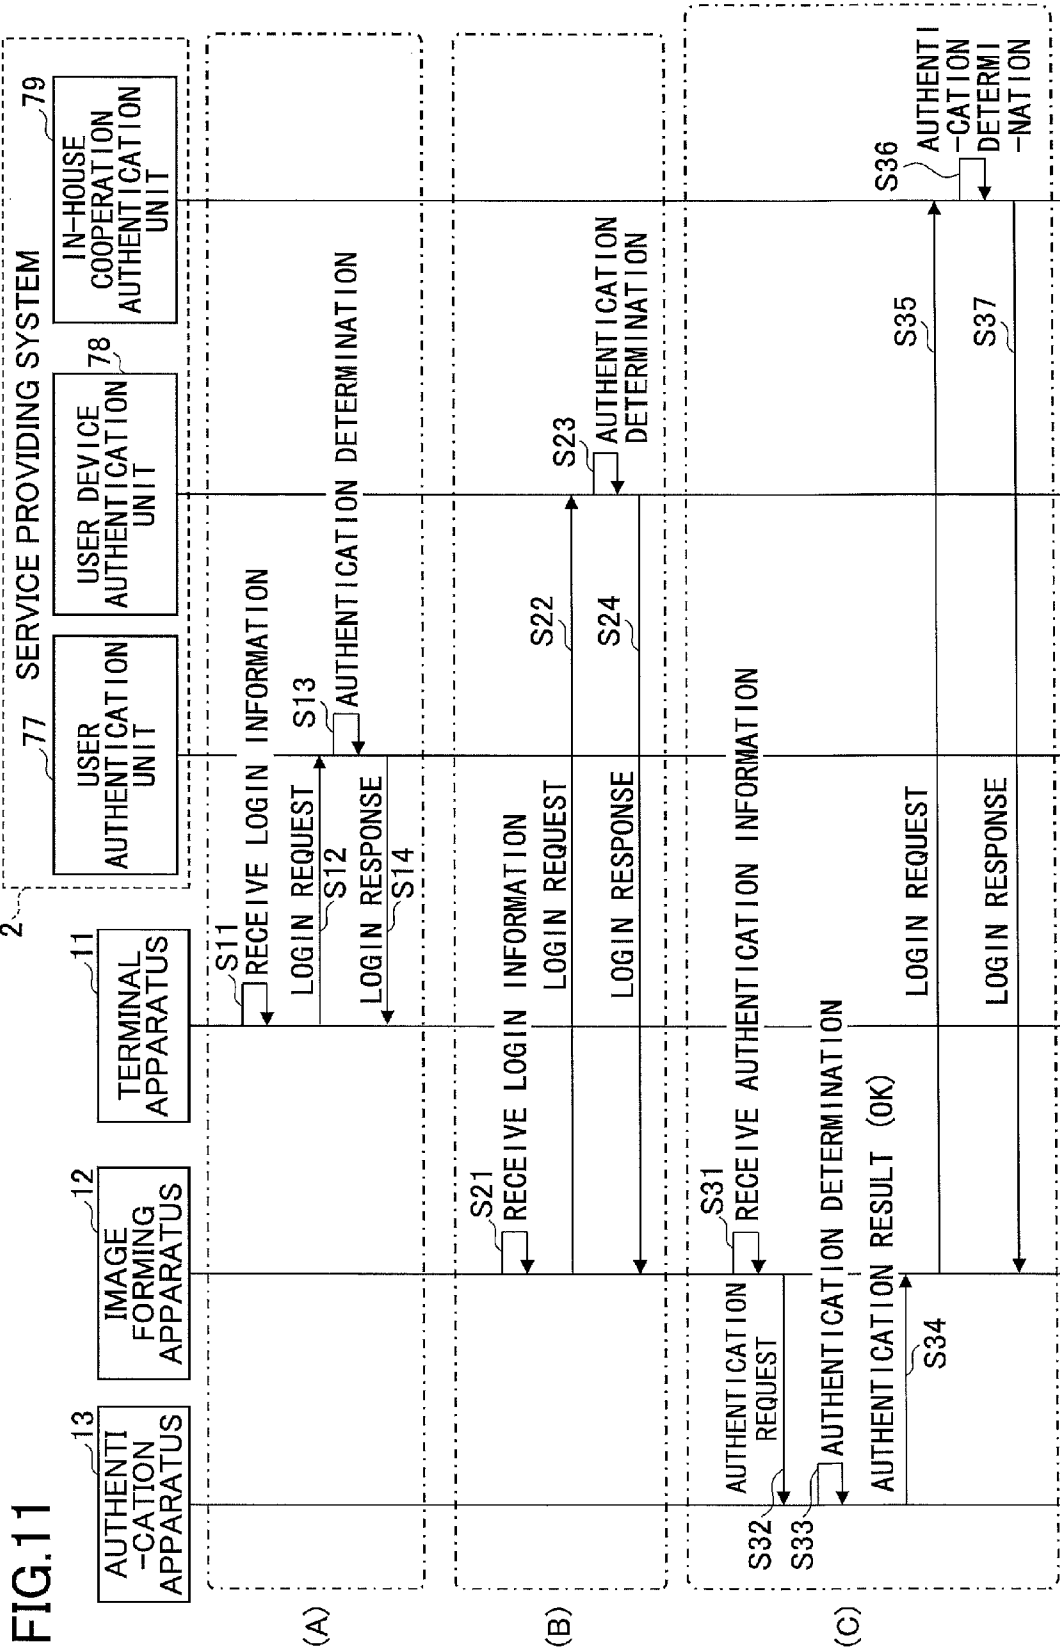 FIG.11
2
SERVICE PROVIDING SYSTEM
13
AUTHENTI
-CATION
APPARATUS
12
IMAGE
FORMING
APPARATUS
11
TERMINAL
APPARATUS
77
USER
AUTHENTICATION
UNIT
78
USER DEVICE
AUTHENTICATION
UNIT
79
IN-HOUSE
COOPERATION
AUTHENTICATION
UNIT
(A)
S11
RECEIVE LOGIN INFORMATION
LOGIN REQUEST
S12
S13
AUTHENTICATION DETERMINATION
LOGIN RESPONSE
S14
(B)
S21
RECEIVE LOGIN INFORMATION
LOGIN REQUEST
S22
S23
AUTHENTICATION
DETERMINATION
LOGIN RESPONSE
S24
(C)
S31
RECEIVE AUTHENTICATION INFORMATION
AUTHENTICATION
REQUEST
S32
S33
AUTHENTICATION DETERMINATION
AUTHENTICATION RESULT (OK)
S34
LOGIN REQUEST
S35
S36
AUTHENTI
-CATION
DETERMI
-NATION
LOGIN RESPONSE
S37